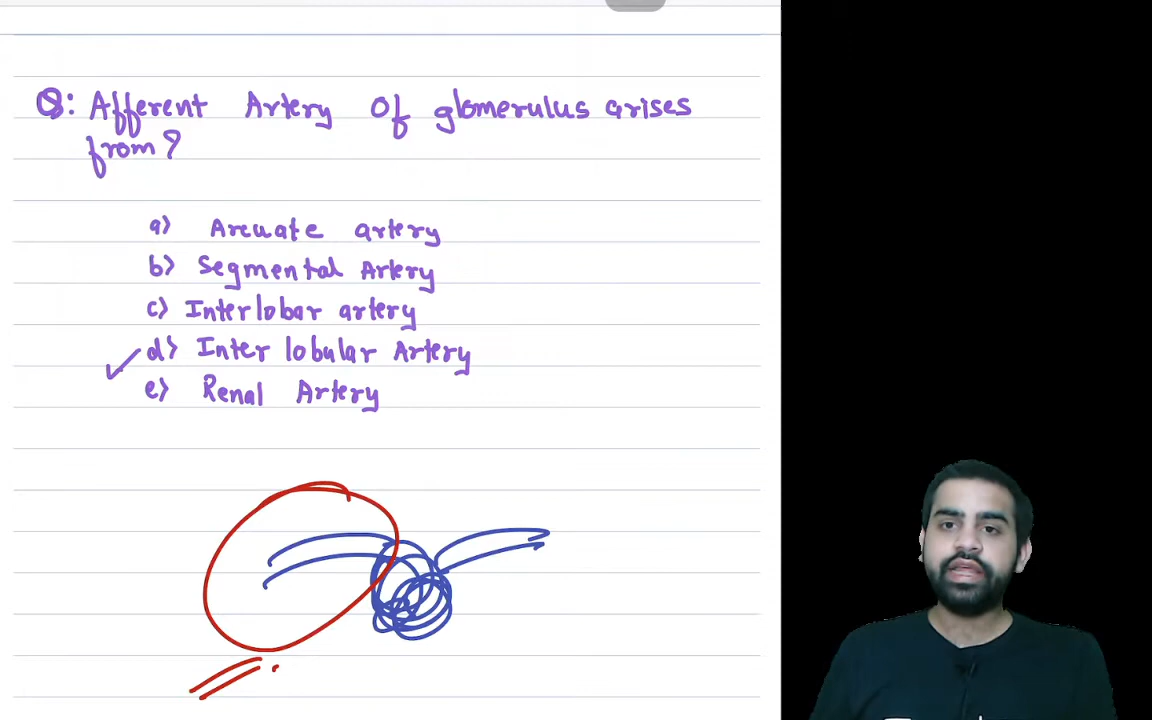 Q: Afferent Artery Of glomerulus arises
from?
a) Arcuate artery
b) Segmental Artery
c) Interlobar artery
d) Inter lobular Artery
e) Renal Artery